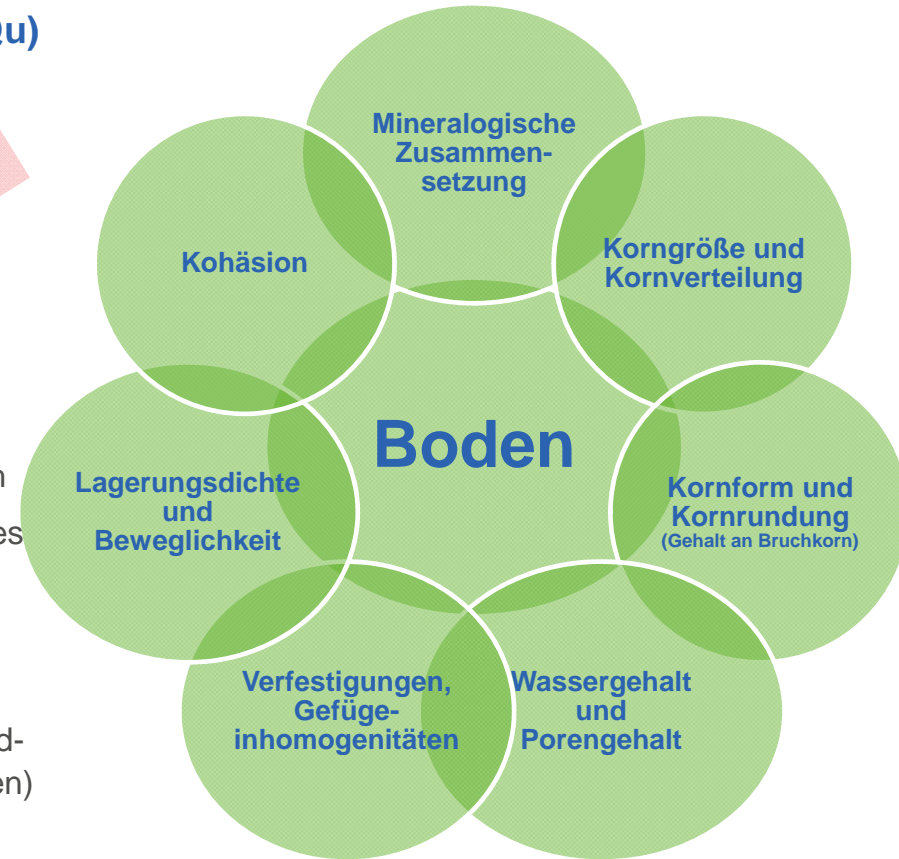 Qu)
Mineralogische
Zusammen-
setzung
Kohäsion
Korngröße und
Kornverteilung
Boden
Lagerungsdichte
und
Beweglichkeit
Kornform und
Kornrundung
(Gehalt an Bruchkorn)
n
es
Verfestigungen,
Gefüge-
inhomogenitäten
Wassergehalt
und
Porengehalt
d-
en)